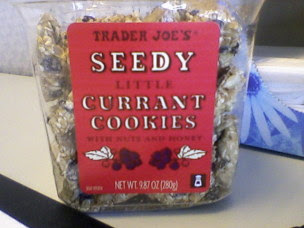 TRADER JOE'S
SEEDY
LITTLE
CURRANT
COOKIES
WITH NUTS AND HONEY
NET WT. 9.87 OZ (280g)